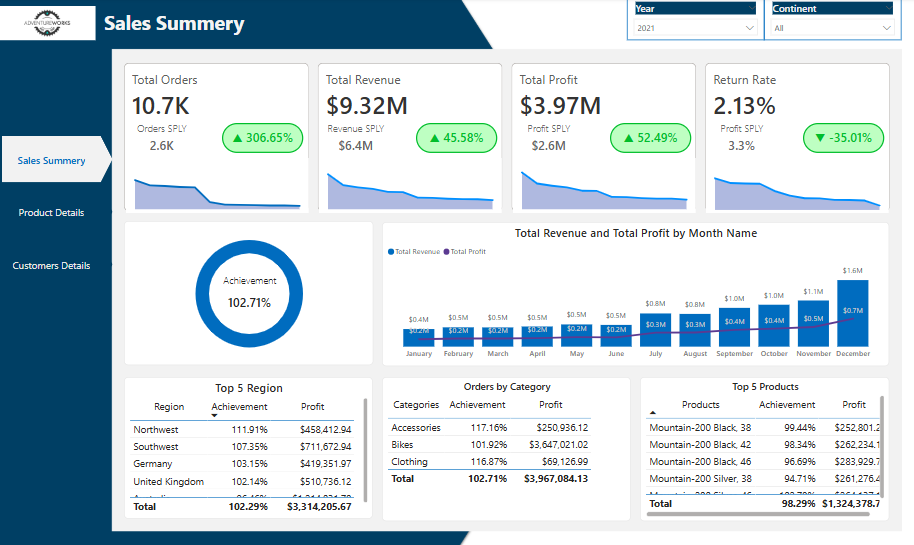 ADVENTUREWORKS
Sales Summery
Year
2021
Continent
All
Sales Summery
Product Details
Customers Details
Total Orders
10.7K
Orders SPLY
2.6K
▲ 306.65%
Total Revenue
$9.32M
Revenue SPLY
$6.4M
▲ 45.58%
Total Profit
$3.97M
Profit SPLY
$2.6M
▲ 52.49%
Return Rate
2.13%
Profit SPLY
3.3%
▼ -35.01%
Achievement
102.71%
Total Revenue and Total Profit by Month Name
Total Revenue Total Profit
$0.4M $0.5M $0.5M $0.5M $0.5M $0.5M $0.8M $0.8M $1.0M $1.0M $1.1M $1.6M
$0.2M $0.2M $0.2M $0.2M $0.2M $0.2M $0.3M $0.3M $0.4M $0.4M $0.5M $0.7M
January February March April May June July August September October November December
Top 5 Region
Region Achievement Profit
Northwest 111.91% $458,412.94
Southwest 107.35% $711,672.94
Germany 103.15% $419,351.97
United Kingdom 102.14% $510,736.12
Total 102.29% $3,314,205.67
Orders by Category
Categories Achievement Profit
Accessories 117.16% $250,936.12
Bikes 101.92% $3,647,021.02
Clothing 116.87% $69,126.99
Total 102.71% $3,967,084.13
Top 5 Products
Products Achievement Profit
Mountain-200 Black, 38 99.44% $252,801.2
Mountain-200 Black, 42 98.34% $262,234.1
Mountain-200 Black, 46 96.69% $283,929.7
Mountain-200 Silver, 38 94.71% $261,276.4
Total 98.29% $1,324,378.7